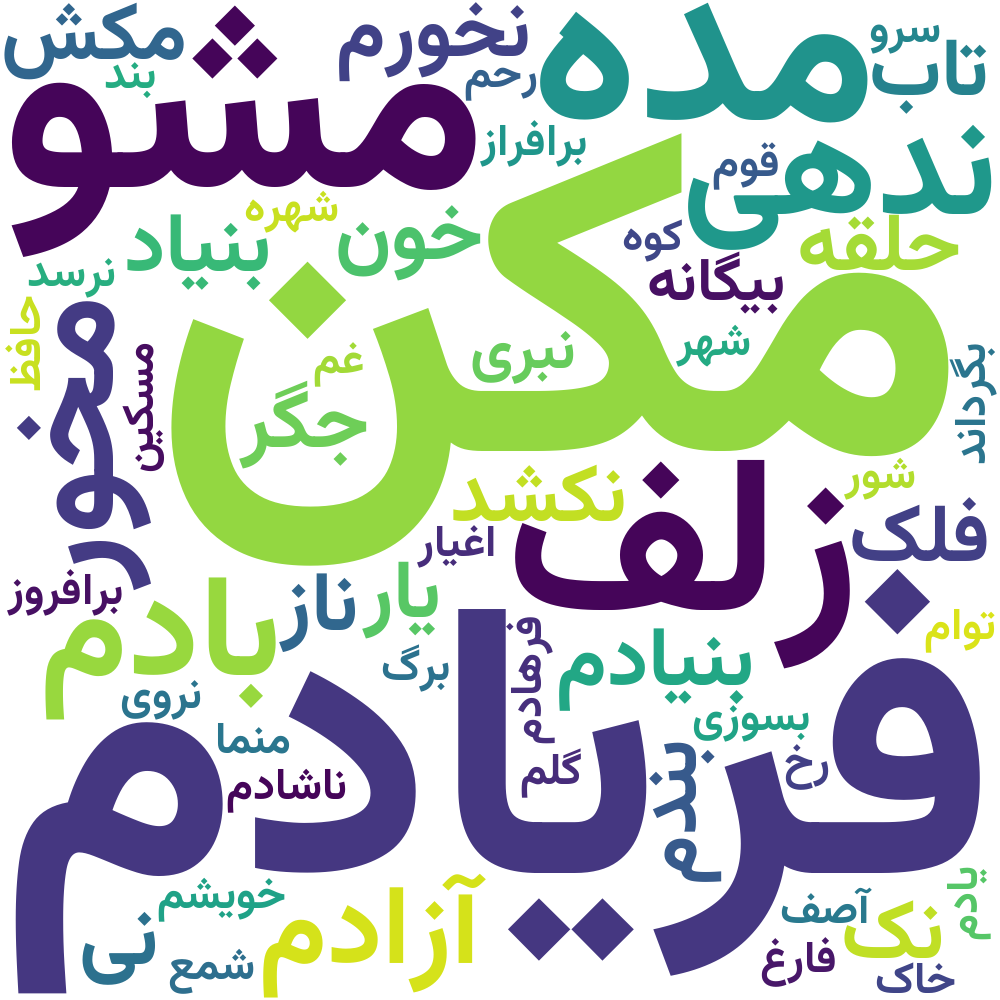 سرو
نخورم
مکش
مده
تاب
رحم
بند
مشو
برافراز
ندهی
قوم
شهره
خون
بنیاد
حلقه
کوه
نرسد
بیگانه
مکن
حافظ
شهر
نبری
غم
بگرداند
مسکین
جگر
مخور
شور
نکشد
زلف
فلک
اغیار
برافروز
ناز
یار
بادم
توام
بنیادم
برگ
فرهادم
نروی
بسوزی
منما
فریادم
رخ
گلم
ناشادم
بندم
یادم
خویشم
آصف
آزادم
نک
نی
فارغ
شمع
خاک